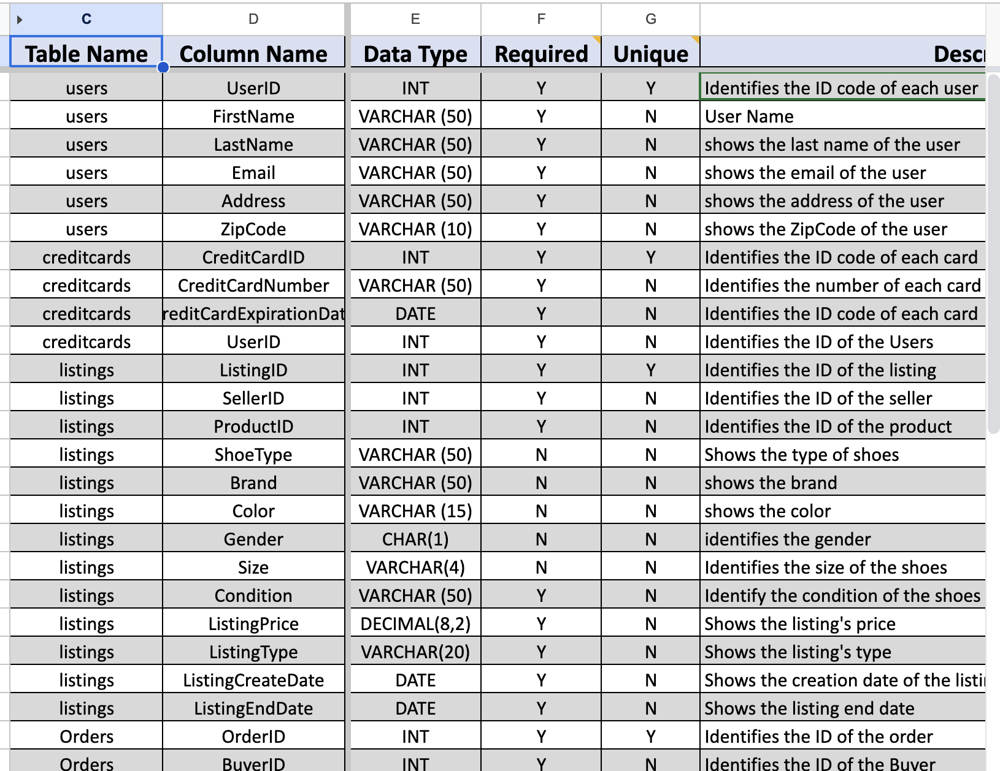 C D E F G
Table Name Column Name Data Type Required Unique Desc
users UserID INT Y Y Identifies the ID code of each user
users FirstName VARCHAR (50) Y N User Name
users LastName VARCHAR (50) Y N shows the last name of the user
users Email VARCHAR (50) Y N shows the email of the user
users Address VARCHAR (50) Y N shows the address of the user
users ZipCode VARCHAR (10) Y N shows the ZipCode of the user
creditcards CreditCardID INT Y Y Identifies the ID code of each card
creditcards CreditCardNumber VARCHAR (50) Y N Identifies the number of each card
creditcards reditCardExpirationDat DATE Y N Identifies the ID code of each card
creditcards UserID INT Y N Identifies the ID of the Users
listings ListingID INT Y Y Identifies the ID of the listing
listings SellerID INT Y N Identifies the ID of the seller
listings ProductID INT Y N Identifies the ID of the product
listings ShoeType VARCHAR (50) N N Shows the type of shoes
listings Brand VARCHAR (50) N N shows the brand
listings Color VARCHAR (15) N N shows the color
listings Gender CHAR(1) N N identifies the gender
listings Size VARCHAR(4) N N Identifies the size of the shoes
listings Condition VARCHAR (50) Y N Identify the condition of the shoes
listings ListingPrice DECIMAL(8,2) Y N Shows the listing's price
listings ListingType VARCHAR(20) Y N Shows the listing's type
listings ListingCreateDate DATE Y N Shows the creation date of the listi
listings ListingEndDate DATE Y N Shows the listing end date
Orders OrderID INT Y Y Identifies the ID of the order
Orders BuyerID INT Y N Identifies the ID of the Buyer